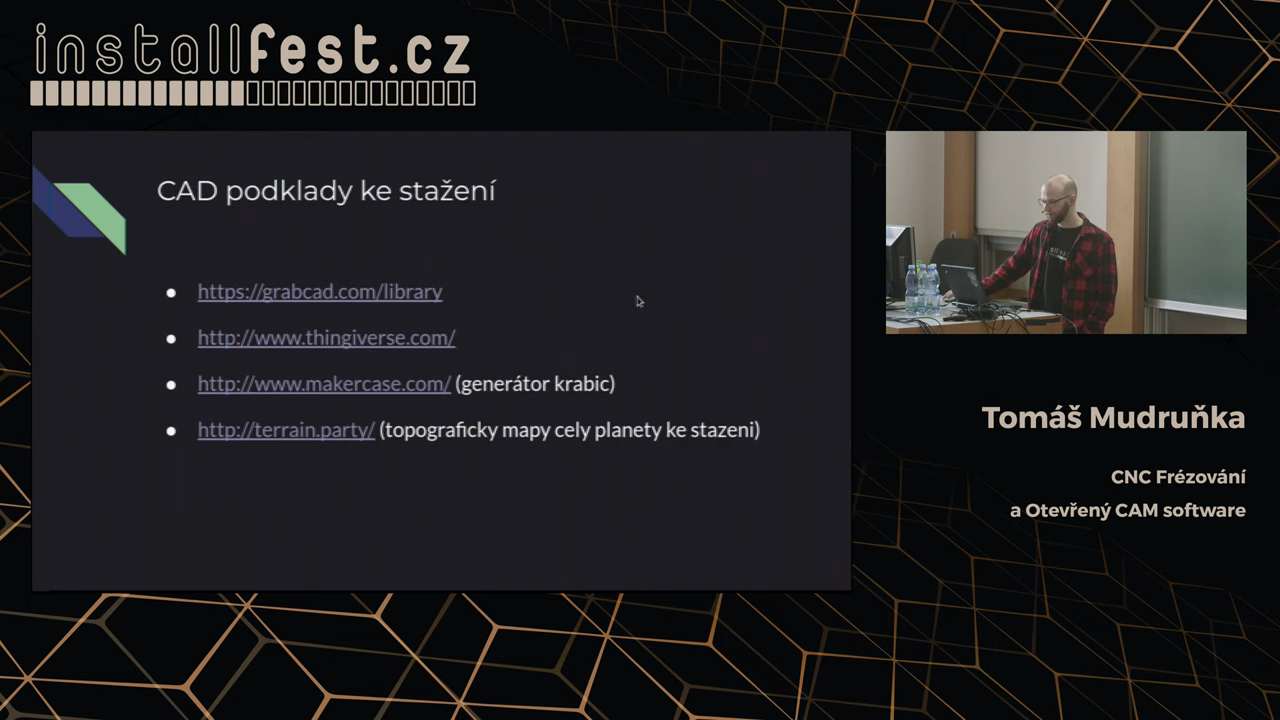 installfest.cz
CAD podklady ke stažení
https://grabcad.com/library
http://www.thingiverse.com/
http://www.makercase.com/ (generátor krabic)
http://terrain.party/ (topograficky mapy cely planety ke stazeni)
Tomáš Mudruňka
CNC Frézování
a Otevřený CAM software